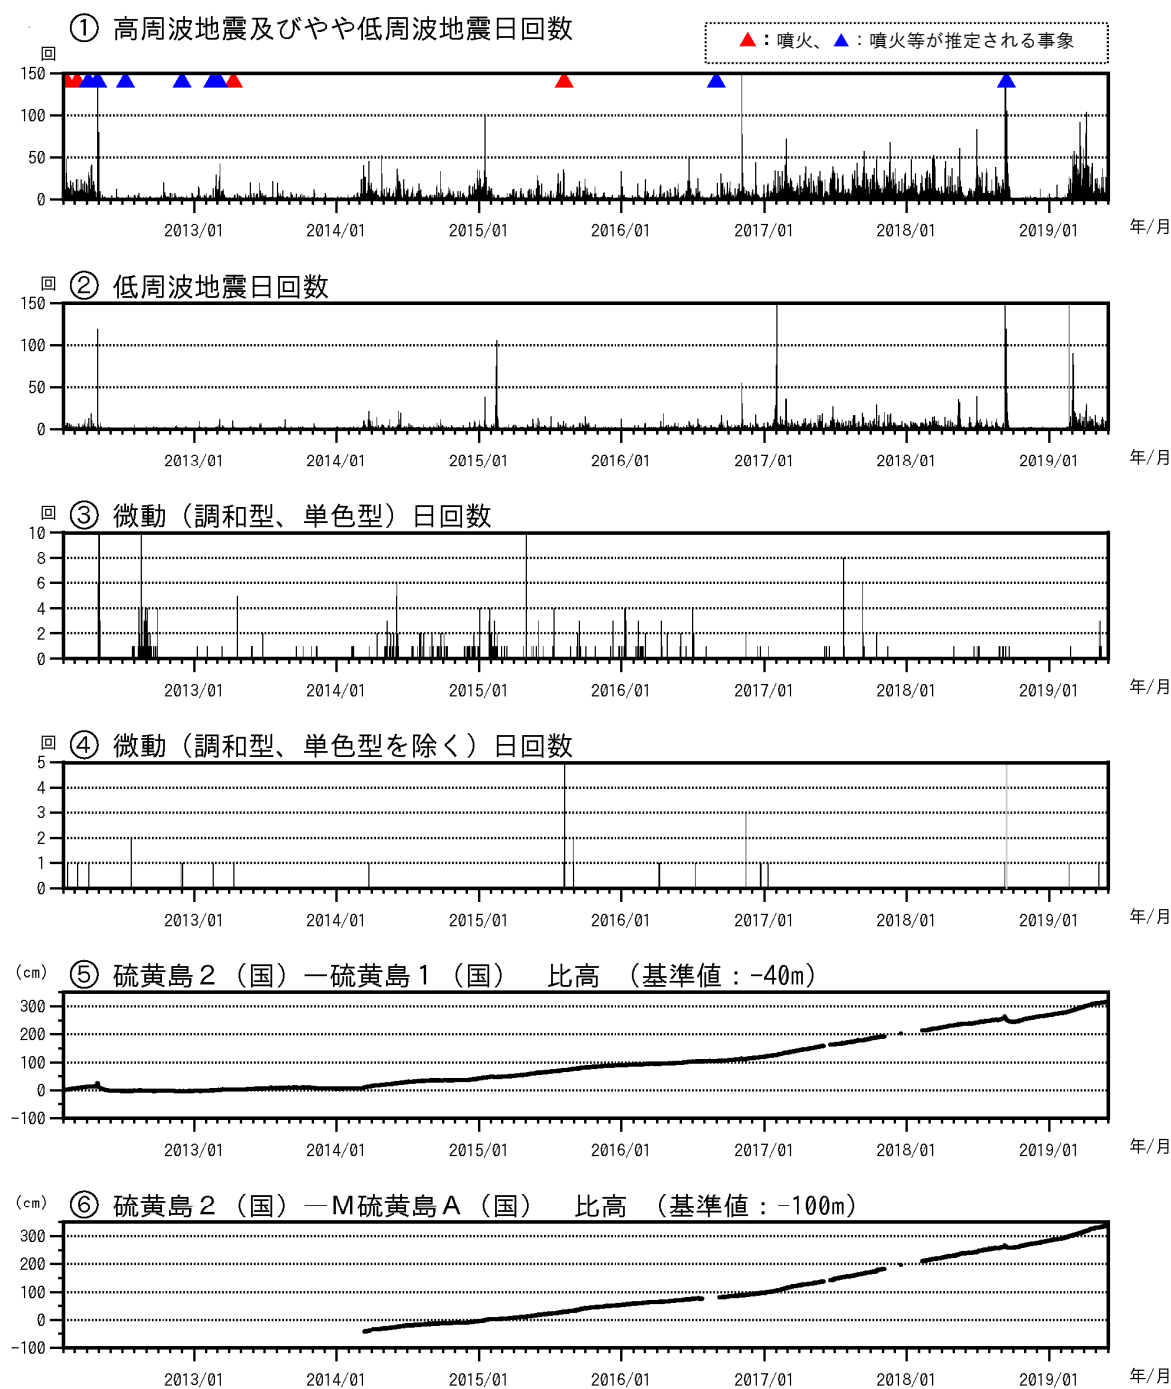 ① 高周波地震及びやや低周波地震日回数
▲：噴火、▲：噴火等が推定される事象
回
150
100
50
0
2013/01 2014/01 2015/01 2016/01 2017/01 2018/01 2019/01 年/月
回 ② 低周波地震日回数
150
100
50
0
2013/01 2014/01 2015/01 2016/01 2017/01 2018/01 2019/01 年/月
回 ③ 微動（調和型、単色型）日回数
10
8
6
4
2
0
2013/01 2014/01 2015/01 2016/01 2017/01 2018/01 2019/01 年/月
回 ④ 微動（調和型、単色型を除く）日回数
5
4
3
2
1
0
2013/01 2014/01 2015/01 2016/01 2017/01 2018/01 2019/01 年/月
(cm) ⑤ 硫黄島２（国）－硫黄島１（国） 比高 （基準値：-40m）
300
200
100
0
-100
2013/01 2014/01 2015/01 2016/01 2017/01 2018/01 2019/01 年/月
(cm) ⑥ 硫黄島２（国）－Ｍ硫黄島Ａ（国） 比高 （基準値：-100m）
300
200
100
0
-100
2013/01 2014/01 2015/01 2016/01 2017/01 2018/01 2019/01 年/月